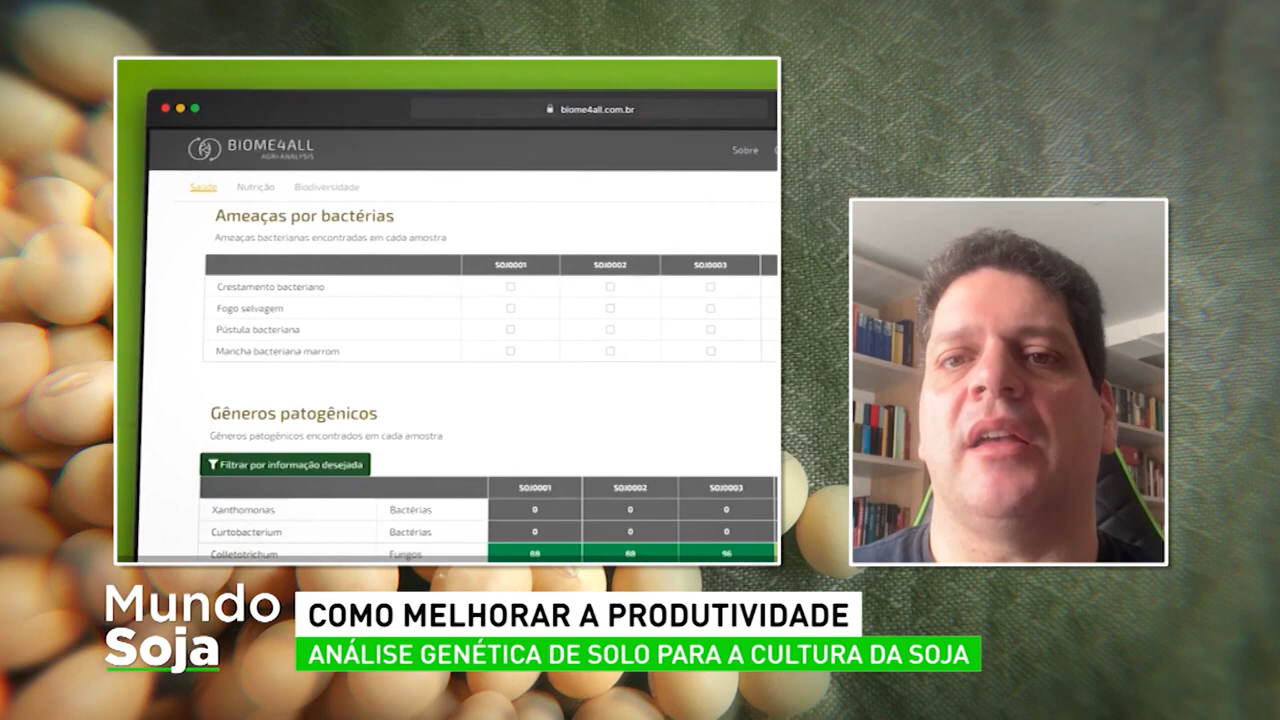 biome4all.com.br
BIOME4ALL
AGRI-ANALYSIS
Sobre
Saúde Nutrição Biodiversidade
Ameaças por bactérias
Ameaças bacterianas encontradas em cada amostra
SOJ0001 SOJ0002 SOJ0003
Crestamento bacteriano
Fogo selvagem
Pústula bacteriana
Mancha bacteriana marrom
Gêneros patogênicos
Gêneros patogênicos encontrados em cada amostra
Filtrar por informação desejada
SOJ0001 SOJ0002 SOJ0003
Xanthomonas Bactérias 0 0 0
Curtobacterium Bactérias 0 0 0
Colletotrichum Fungos 88 88 96
Mundo
Soja
COMO MELHORAR A PRODUTIVIDADE
ANÁLISE GENÉTICA DE SOLO PARA A CULTURA DA SOJA